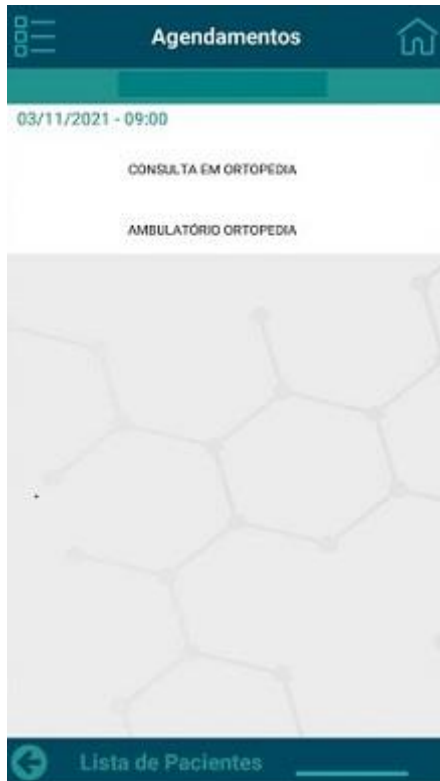 Agendamentos
03/11/2021 - 09:00
CONSULTA EM ORTOPEDIA
AMBULATÓRIO ORTOPEDIA
Lista de Pacientes